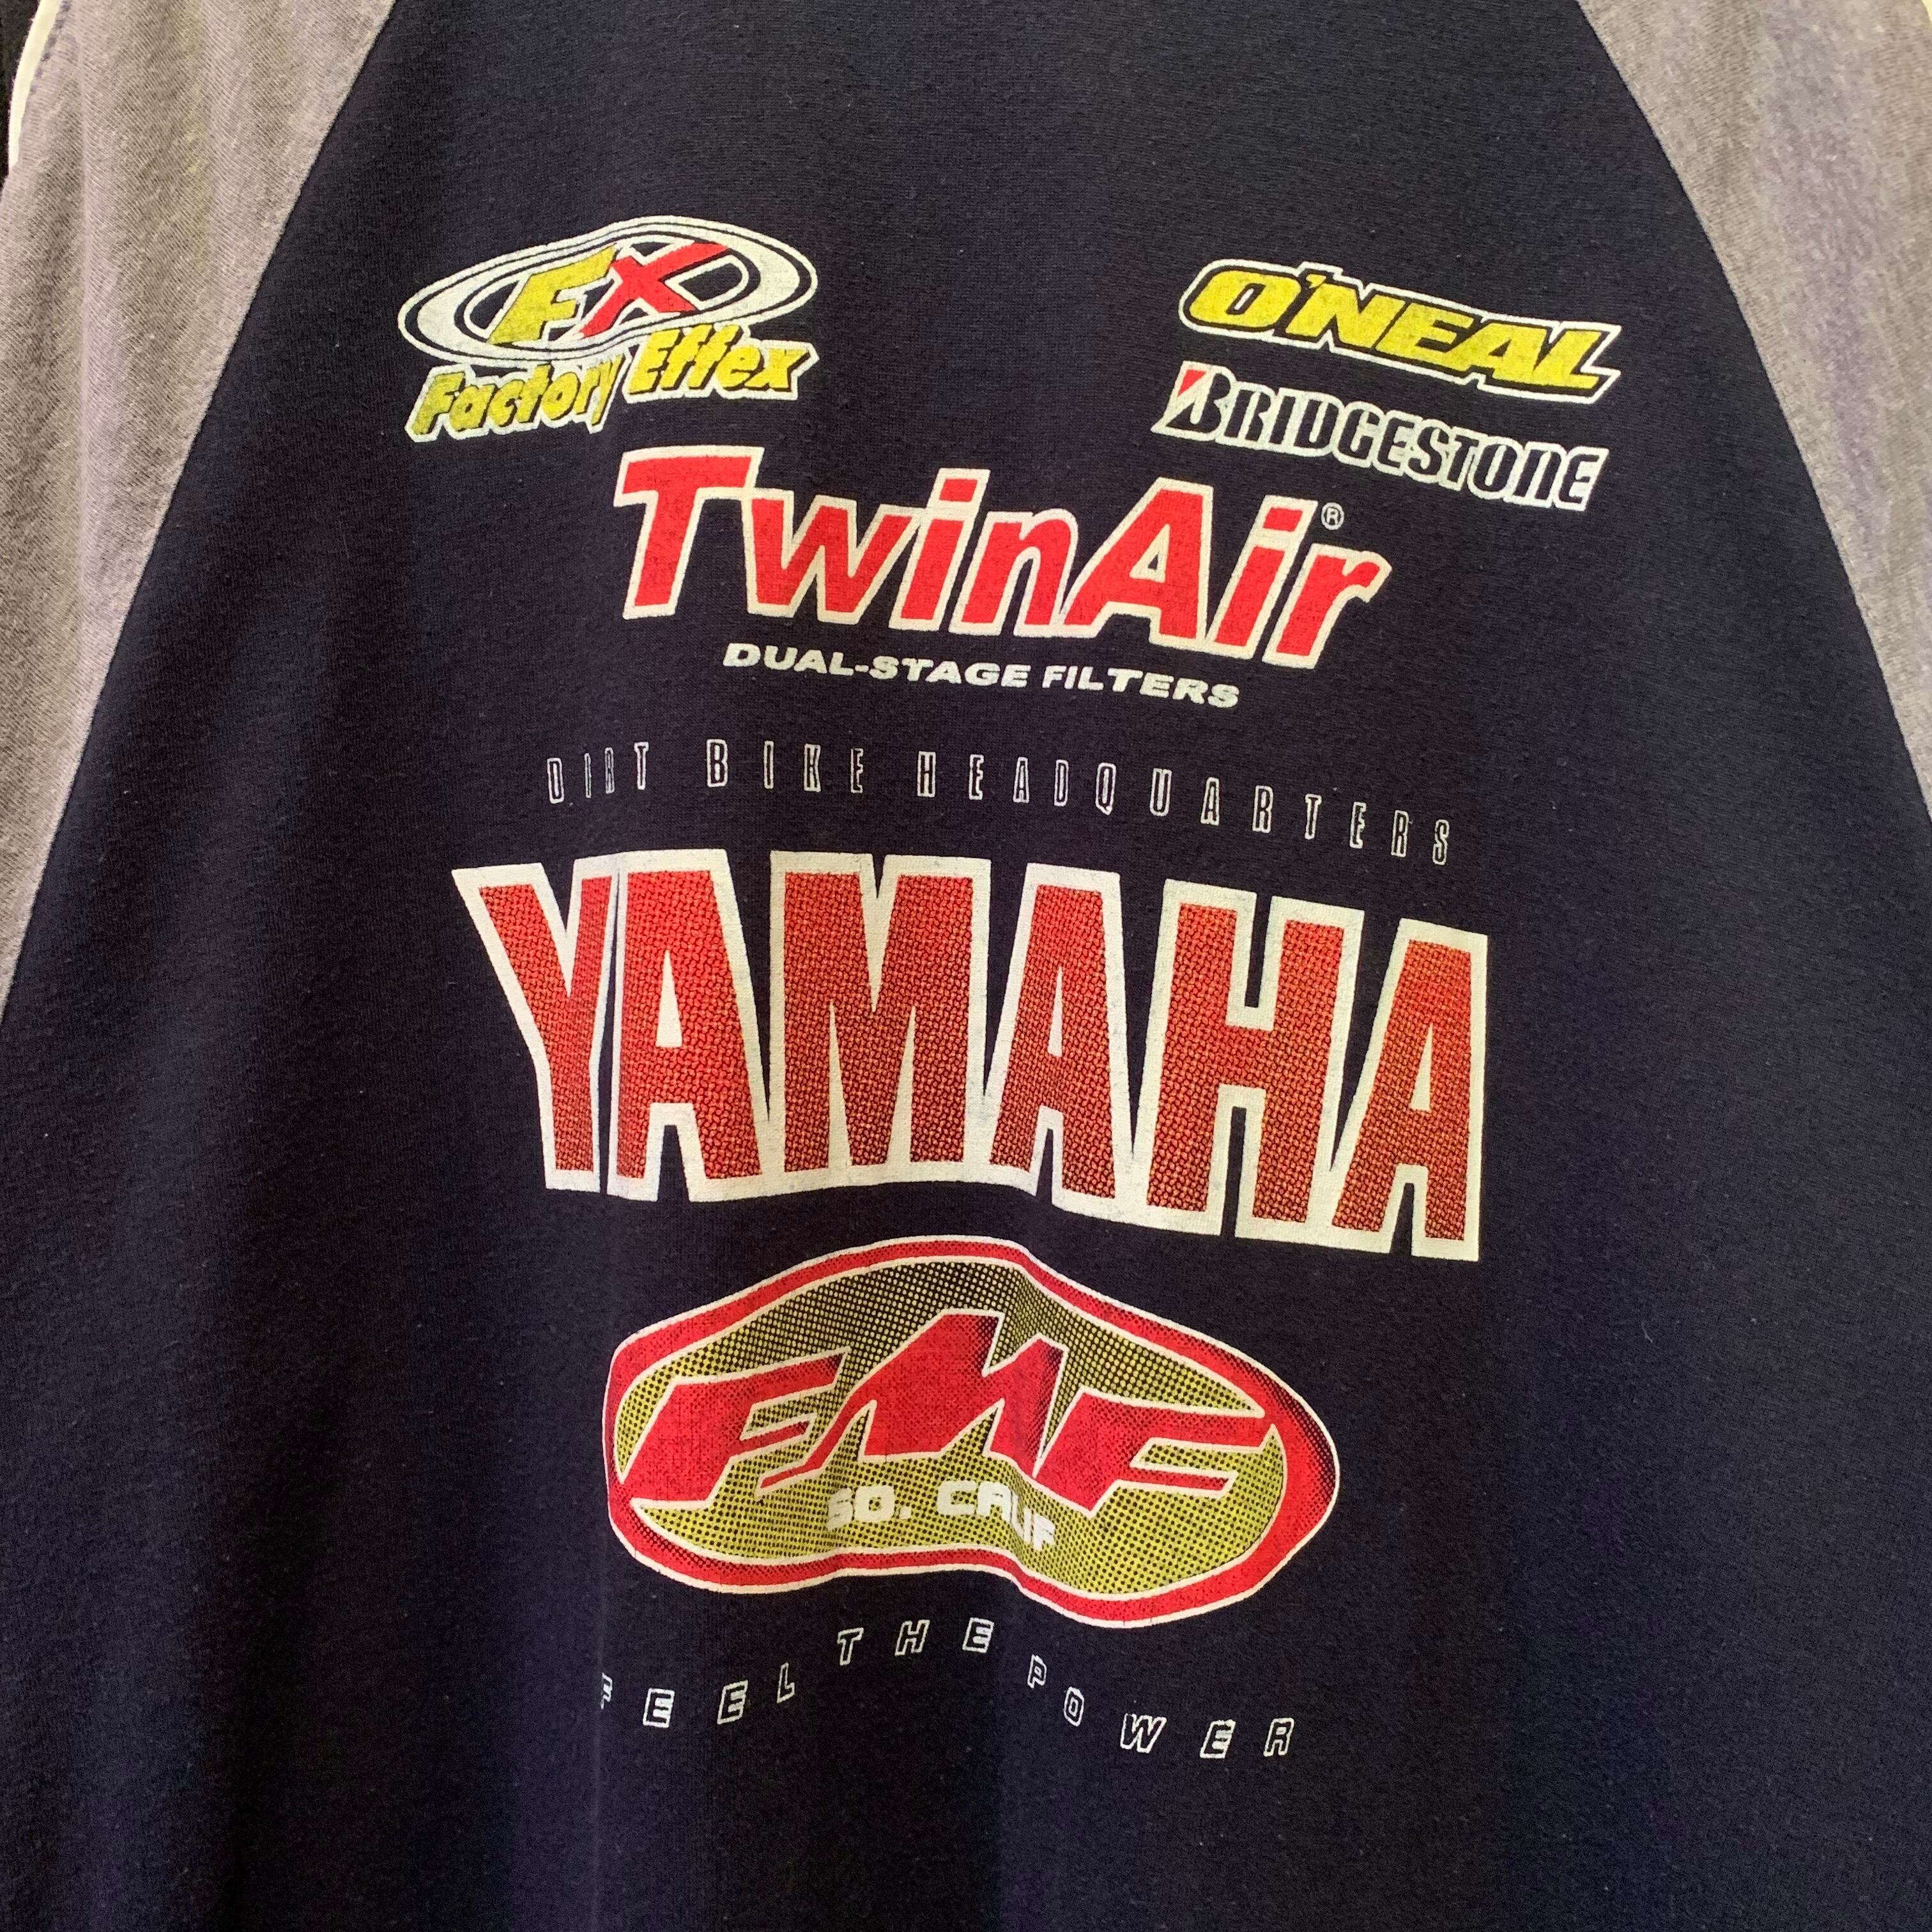 FX
Factory Effex
O'NEAL
BRIDGESTONE
TwinAir®
DUAL-STAGE FILTERS
DIRT BIKE HEADQUARTERS
YAMAHA
FMF
SO. CALIF
FEEL THE POWER